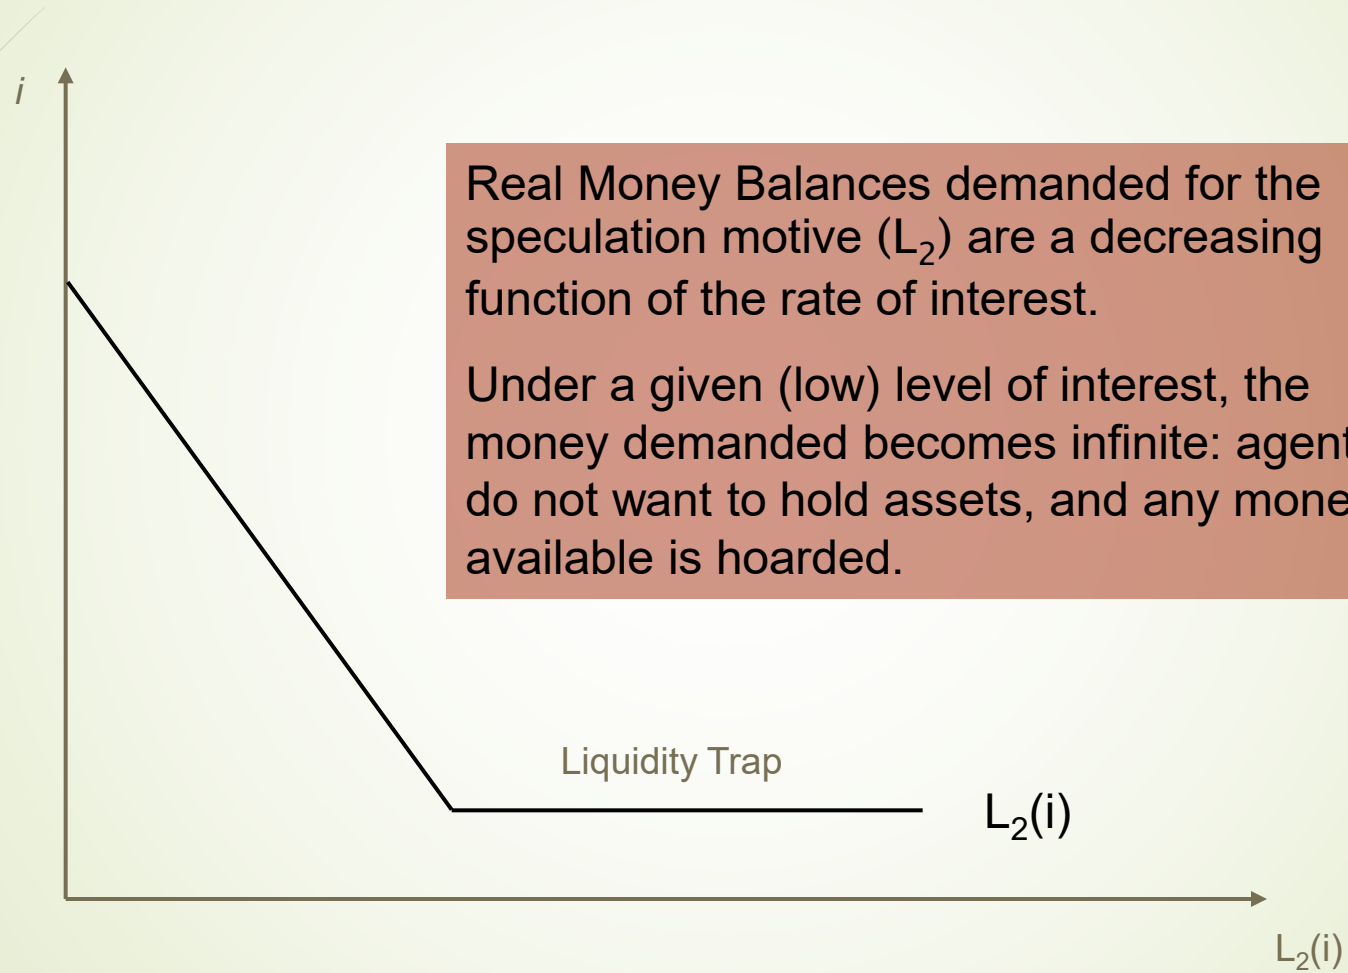 i
Real Money Balances demanded for the
speculation motive (L₂) are a decreasing
function of the rate of interest.
Under a given (low) level of interest, the
money demanded becomes infinite: agent
do not want to hold assets, and any mone
available is hoarded.
Liquidity Trap
L₂(i)
L₂(i)